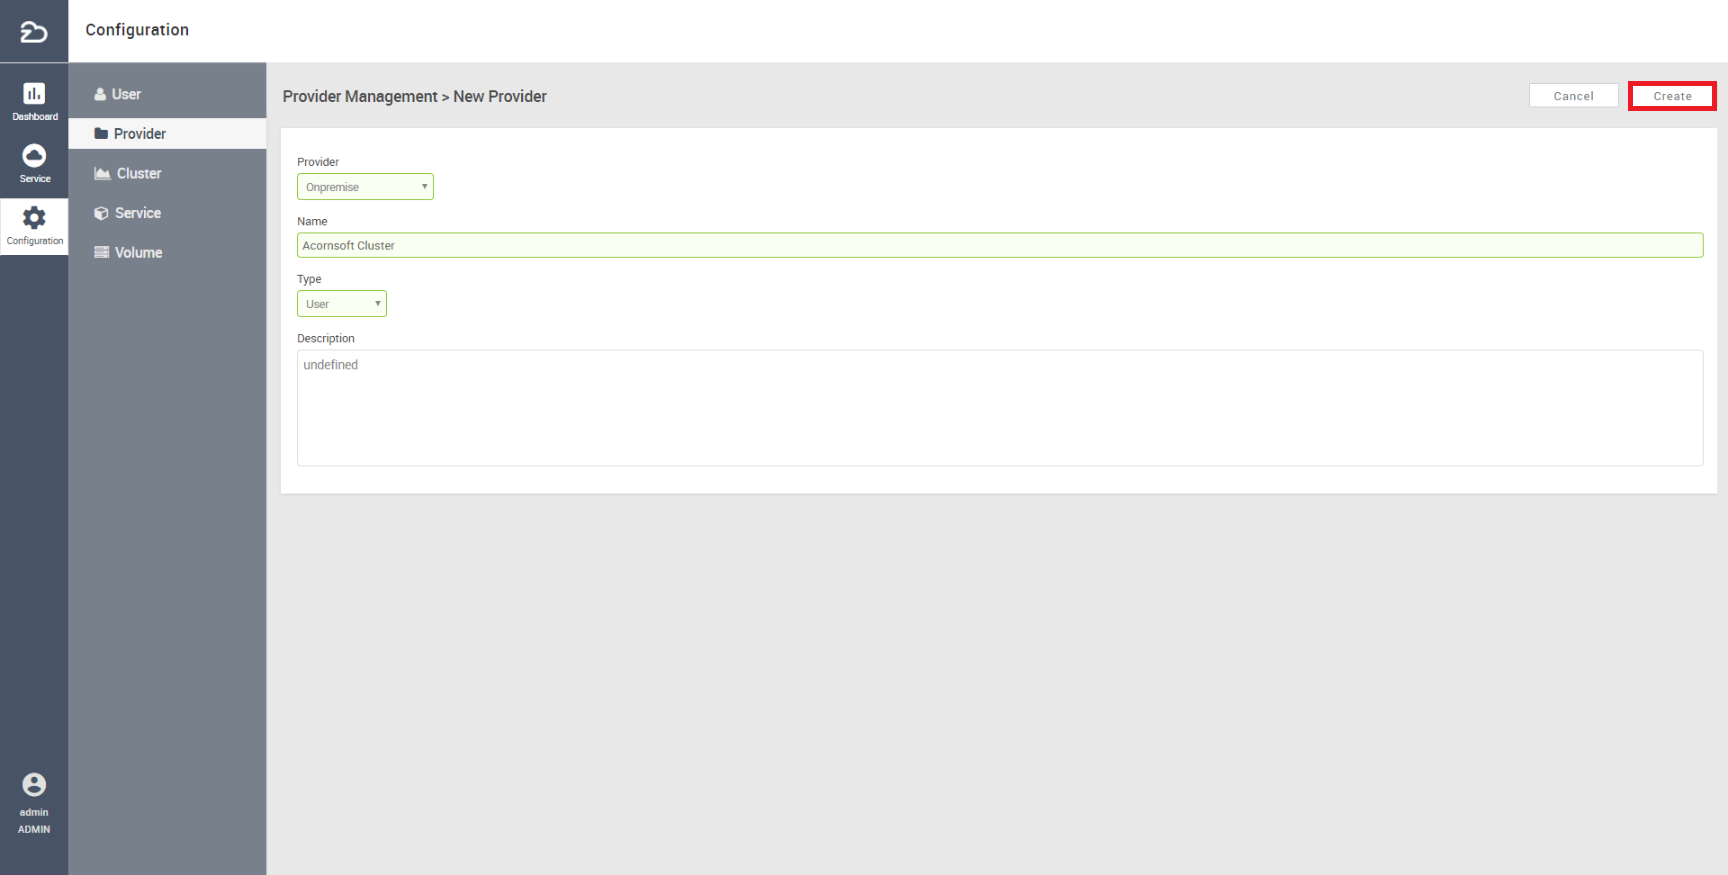 Configuration
Dashboard
Service
Configuration
User
Provider
Cluster
Service
Volume
Provider Management > New Provider
Cancel
Create
Provider
Onpremise
Name
Acornsoft Cluster
Type
User
Description
undefined
admin
ADMIN